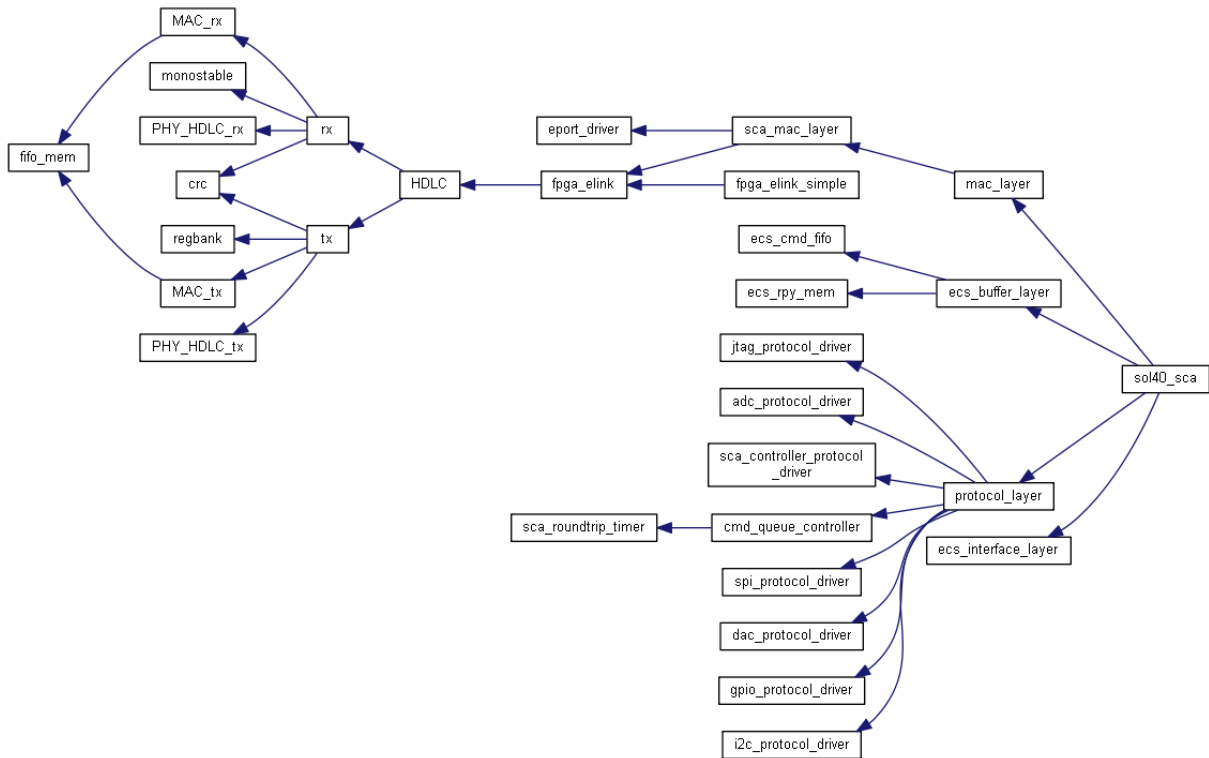 MAC_rx
monostable
PHY_HDLC_rx
rx
eport_driver
sca_mac_layer
fifo_mem
crc
HDLC
fpga_elink
fpga_elink_simple
mac_layer
regbank
tx
ecs_cmd_fifo
MAC_tx
ecs_rpy_mem
ecs_buffer_layer
PHY_HDLC_tx
jtag_protocol_driver
sol40_sca
adc_protocol_driver
sca_controller_protocol
_driver
protocol_layer
sca_roundtrip_timer
cmd_queue_controller
ecs_interface_layer
spi_protocol_driver
dac_protocol_driver
gpio_protocol_driver
i2c_protocol_driver